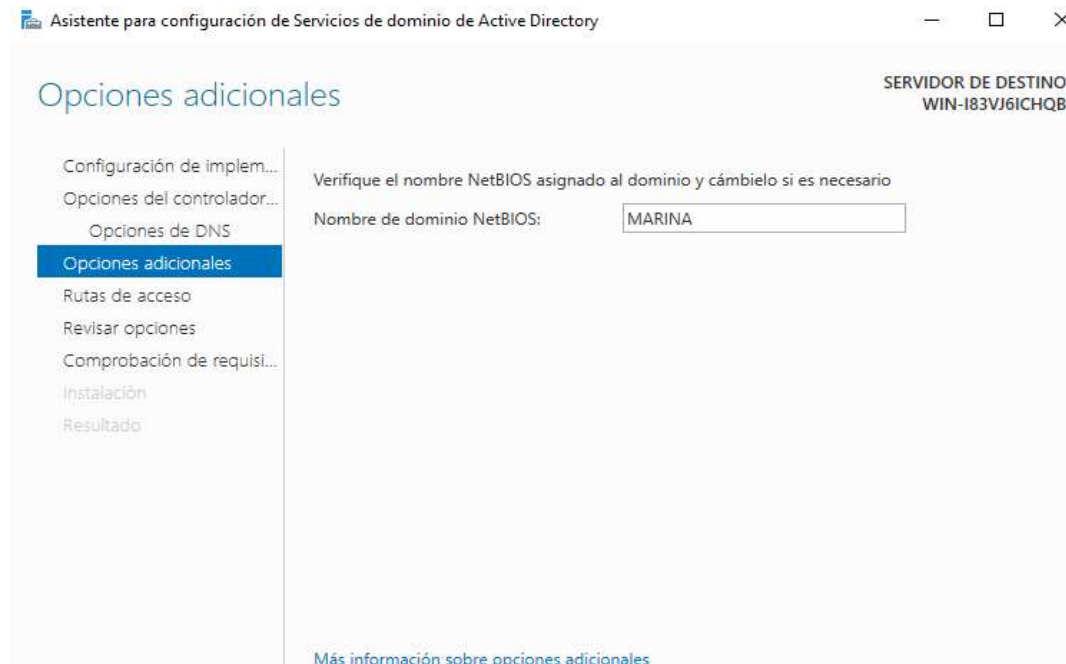 Asistente para configuración de Servicios de dominio de Active Directory
Opciones adicionales
SERVIDOR DE DESTINO
WIN-I83VJ6ICHQB
Configuración de implem...
Opciones del controlador...
Opciones de DNS
Opciones adicionales
Rutas de acceso
Revisar opciones
Comprobación de requisi...
Instalación
Resultado
Verifique el nombre NetBIOS asignado al dominio y cámbielo si es necesario
Nombre de dominio NetBIOS: MARINA
Más información sobre opciones adicionales